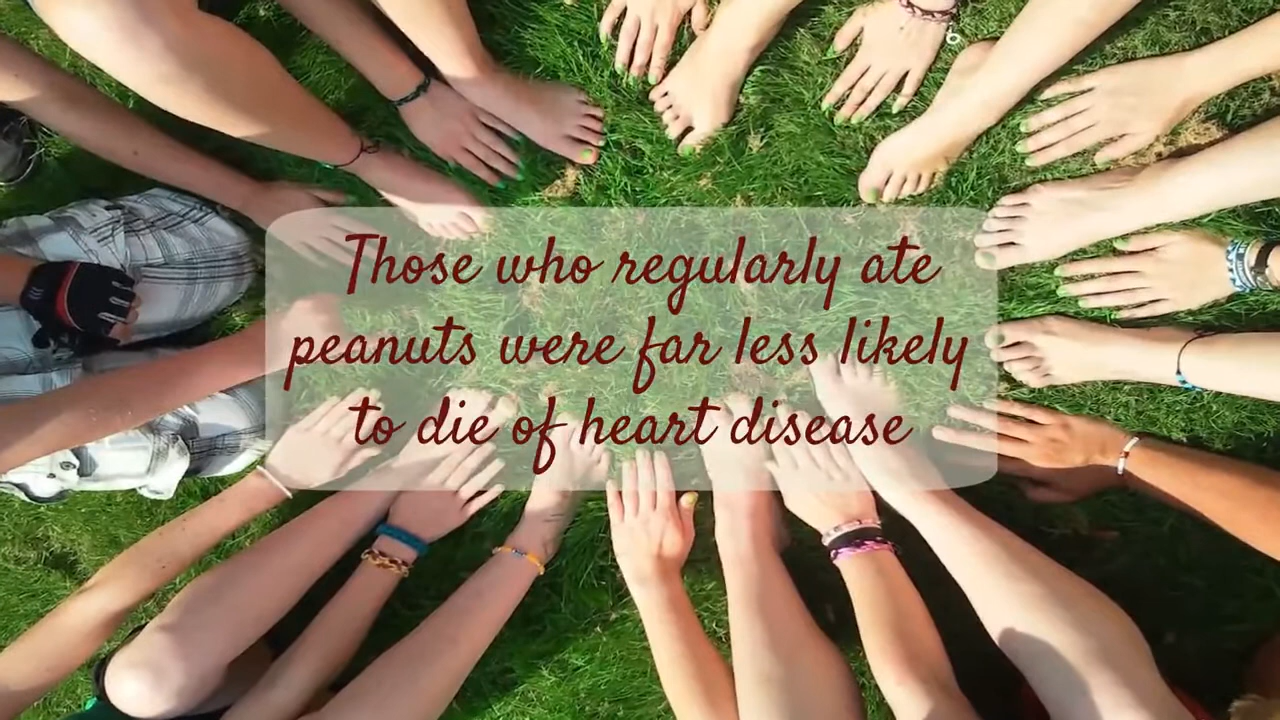 Those who regularly ate
peanuts were far less likely
to die of heart disease